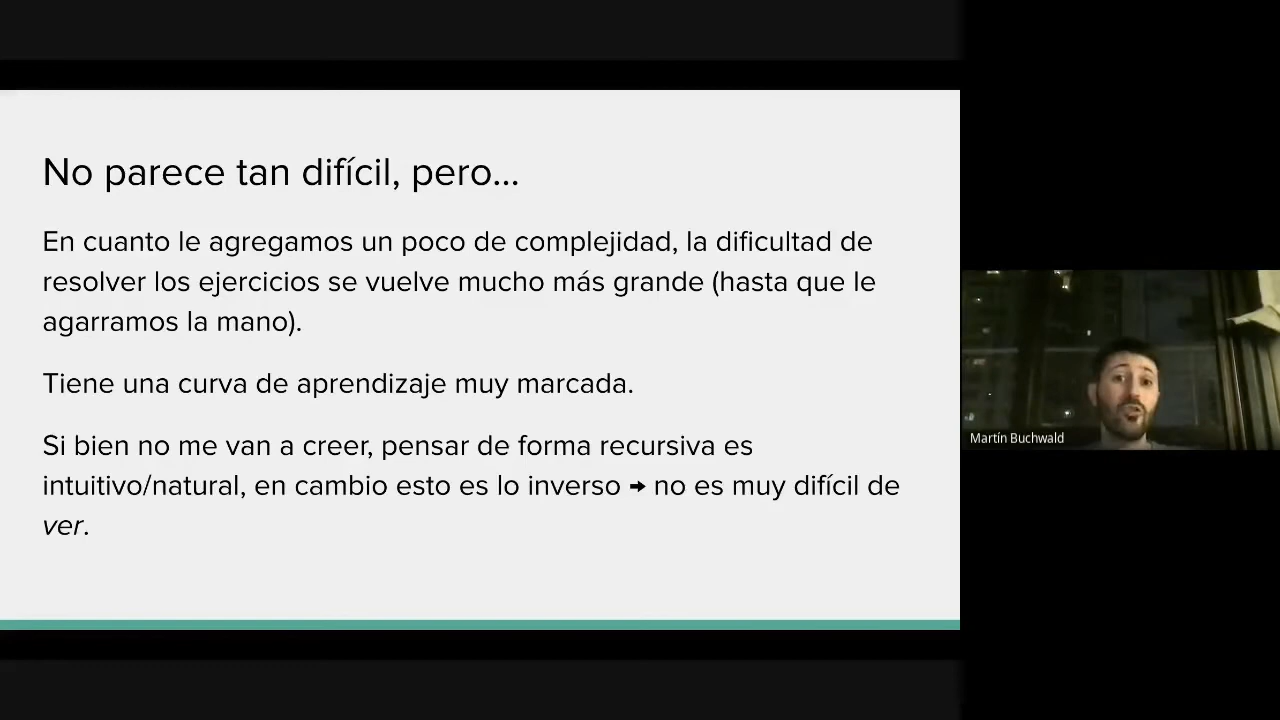 No parece tan difícil, pero...
En cuanto le agregamos un poco de complejidad, la dificultad de
resolver los ejercicios se vuelve mucho más grande (hasta que le
agarramos la mano).
Tiene una curva de aprendizaje muy marcada.
Si bien no me van a creer, pensar de forma recursiva es
intuitivo/natural, en cambio esto es lo inverso → no es muy difícil de
ver.
Martín Buchwald